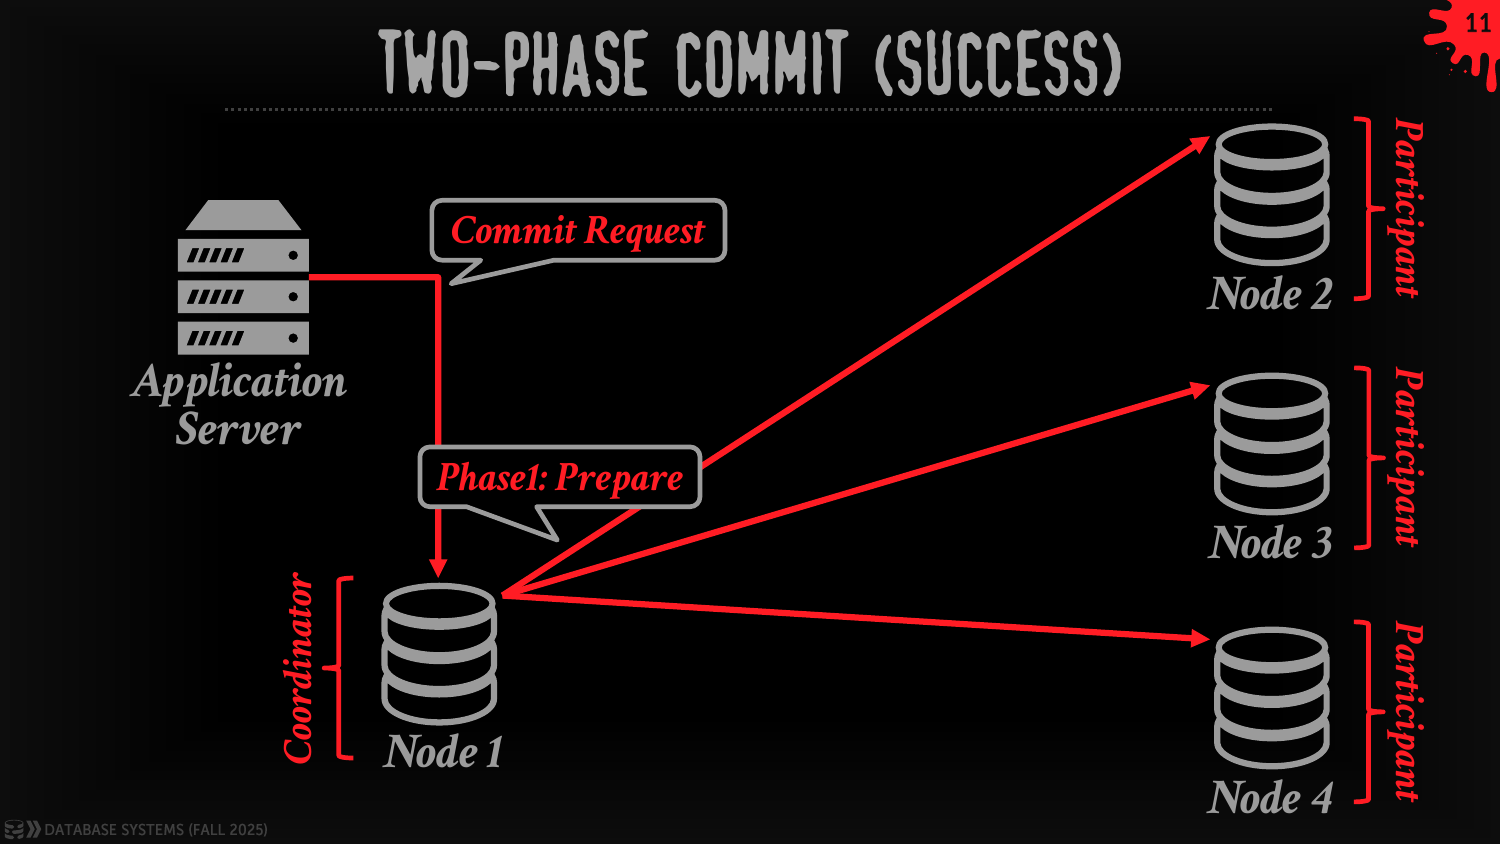 11
TWO-PHASE COMMIT (SUCCESS)
Commit Request
Application
Server
Phase1: Prepare
Coordinator
Node 1
Participant
Node 2
Participant
Node 3
Participant
Node 4
DATABASE SYSTEMS (FALL 2025)